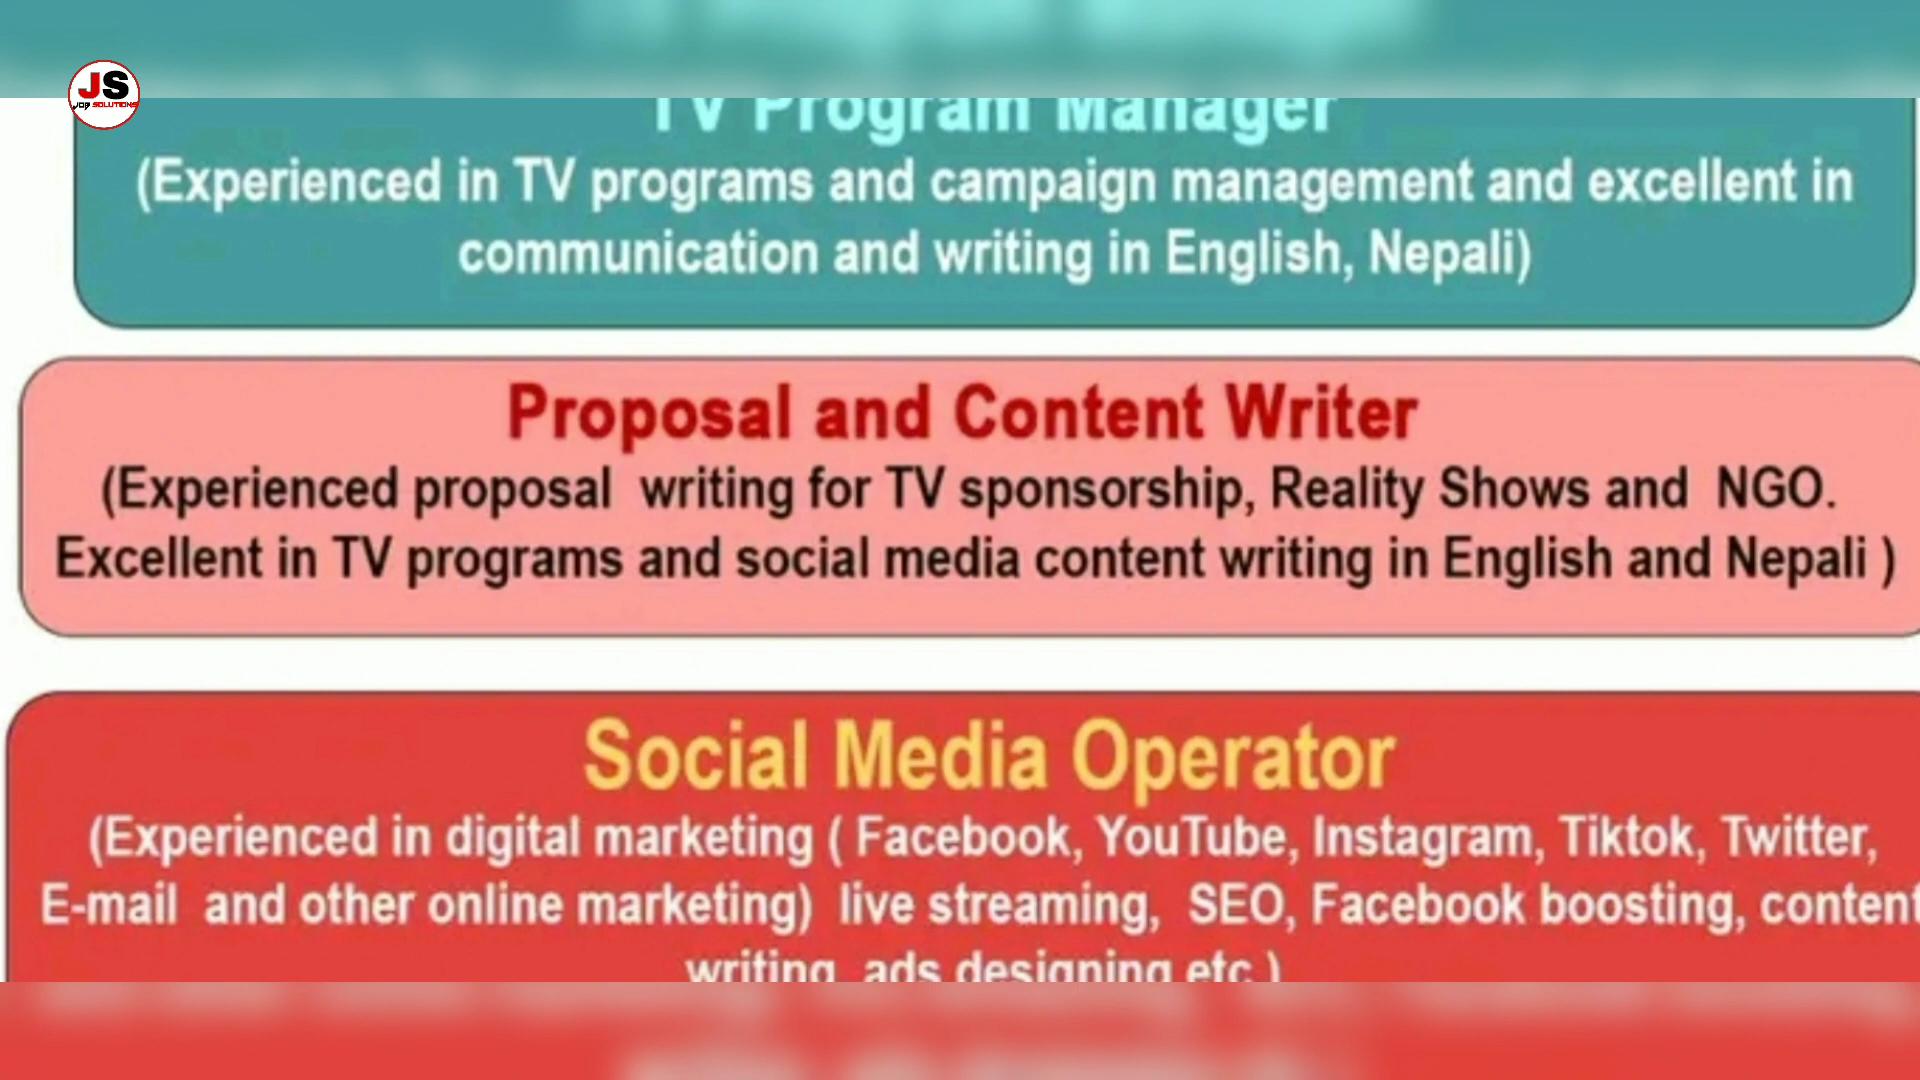 JS
JOB SOLUTIONS
TV Program Manager
(Experienced in TV programs and campaign management and excellent in
communication and writing in English, Nepali)
Proposal and Content Writer
(Experienced proposal writing for TV sponsorship, Reality Shows and NGO.
Excellent in TV programs and social media content writing in English and Nepali )
Social Media Operator
(Experienced in digital marketing ( Facebook, YouTube, Instagram, Tiktok, Twitter,
E-mail and other online marketing) live streaming, SEO, Facebook boosting, content
writing, ads designing etc.)